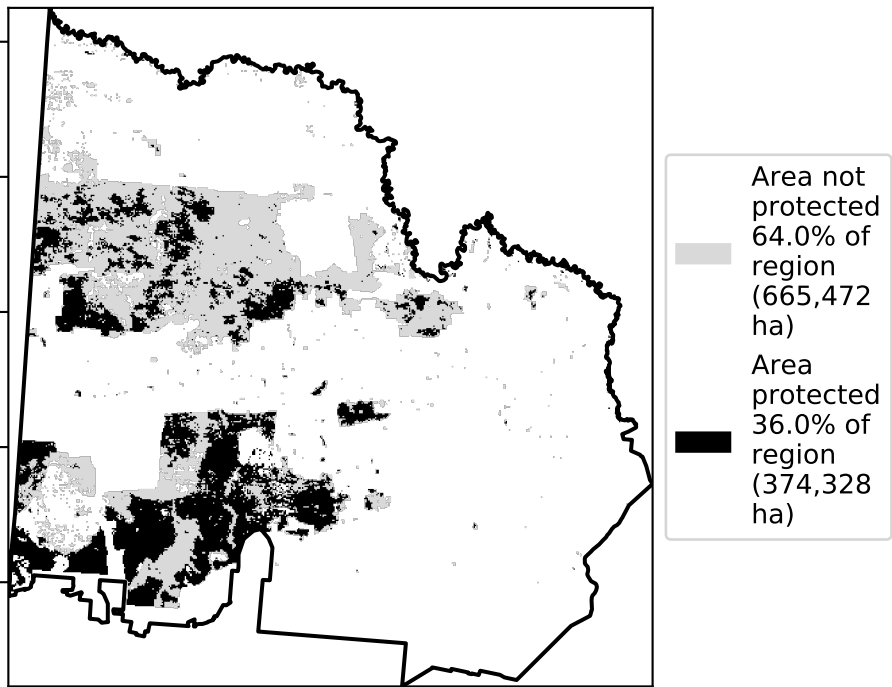 Area not
protected
64.0% of
region
(665,472
ha)
Area
protected
36.0% of
region
(374,328
ha)